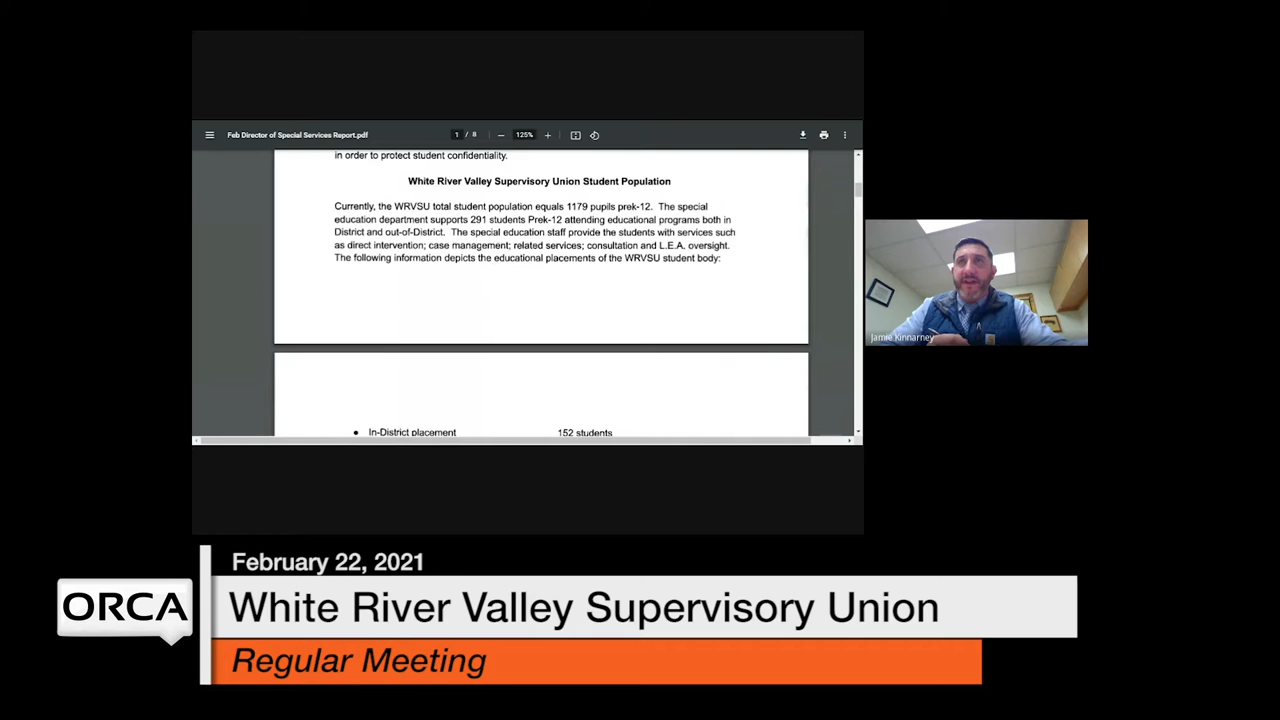 Feb Director of Special Services Report.pdf
1 / 8
125%
in order to protect student confidentiality.
White River Valley Supervisory Union Student Population
Currently, the WRVSU total student population equals 1179 pupils prek-12. The special
education department supports 291 students Prek-12 attending educational programs both in
District and out-of-District. The special education staff provide the students with services such
as direct intervention; case management; related services; consultation and L.E.A. oversight.
The following information depicts the educational placements of the WRVSU student body:
• In-District placement 152 students
Jamie Kinnarney
February 22, 2021
ORCA
White River Valley Supervisory Union
Regular Meeting